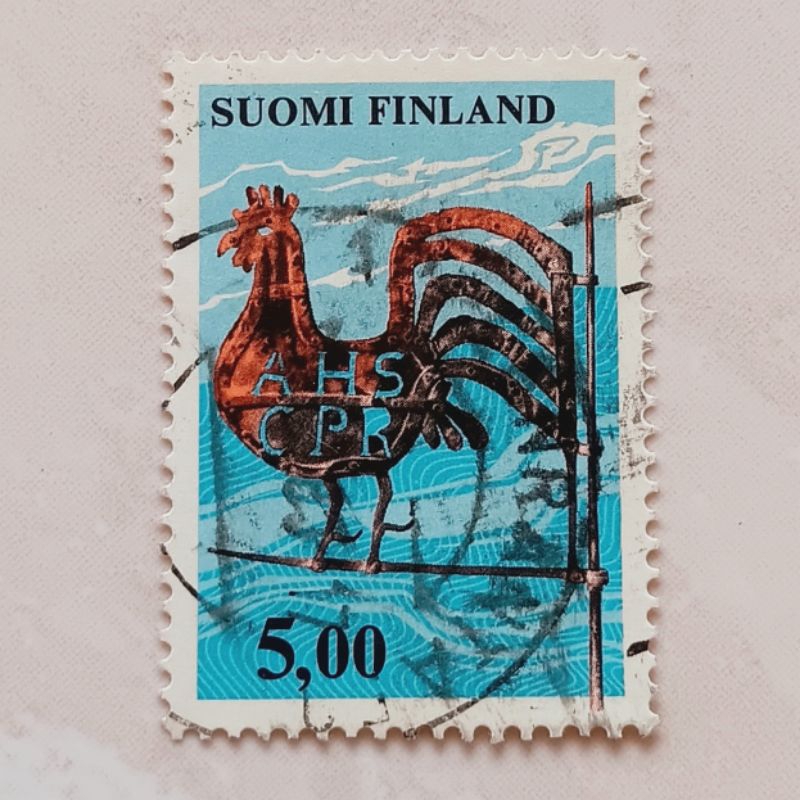 SUOMI FINLAND
AHS
CPR
5,00